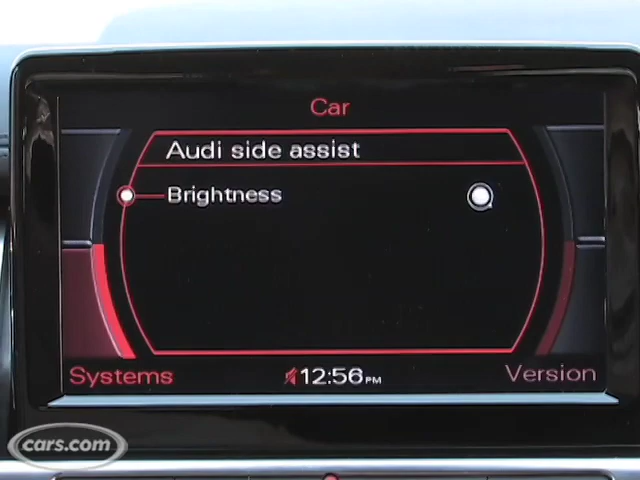 Car
Audi side assist
Brightness
Systems 12:56 PM Version
cars.com